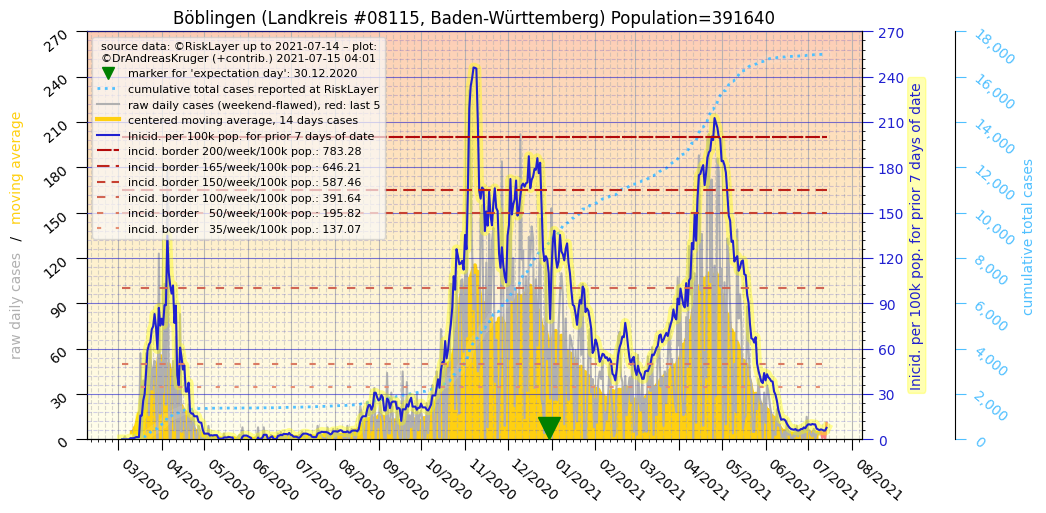 Böblingen (Landkreis #08115, Baden-Württemberg) Population=391640
source data: ©RiskLayer up to 2021-07-14 – plot:
©DrAndreasKruger (+contrib.) 2021-07-15 04:01
marker for 'expectation day': 30.12.2020
cumulative total cases reported at RiskLayer
raw daily cases (weekend-flawed), red: last 5
centered moving average, 14 days cases
Inicid. per 100k pop. for prior 7 days of date
incid. border 200/week/100k pop.: 783.28
incid. border 165/week/100k pop.: 646.21
incid. border 150/week/100k pop.: 587.46
incid. border 100/week/100k pop.: 391.64
incid. border   50/week/100k pop.: 195.82
incid. border   35/week/100k pop.: 137.07
raw daily cases / moving average
270
240
210
180
150
120
90
60
30
0
03/2020
04/2020
05/2020
06/2020
07/2020
08/2020
09/2020
10/2020
11/2020
12/2020
01/2021
02/2021
03/2021
04/2021
05/2021
06/2021
07/2021
08/2021
270
240
210
180
150
120
90
60
30
0
Inicid. per 100k pop. for prior 7 days of date
18,000
16,000
14,000
12,000
10,000
8,000
6,000
4,000
2,000
0
cumulative total cases